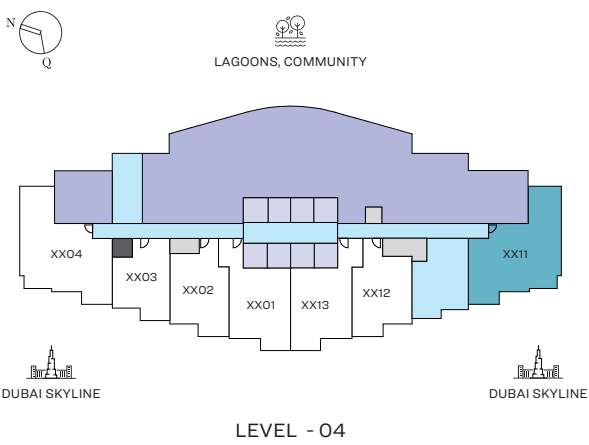 N
Q
LAGOONS, COMMUNITY
XX04
XX11
XX03
XX02
XX12
XX01
XX13
DUBAI SKYLINE
DUBAI SKYLINE
LEVEL - 04